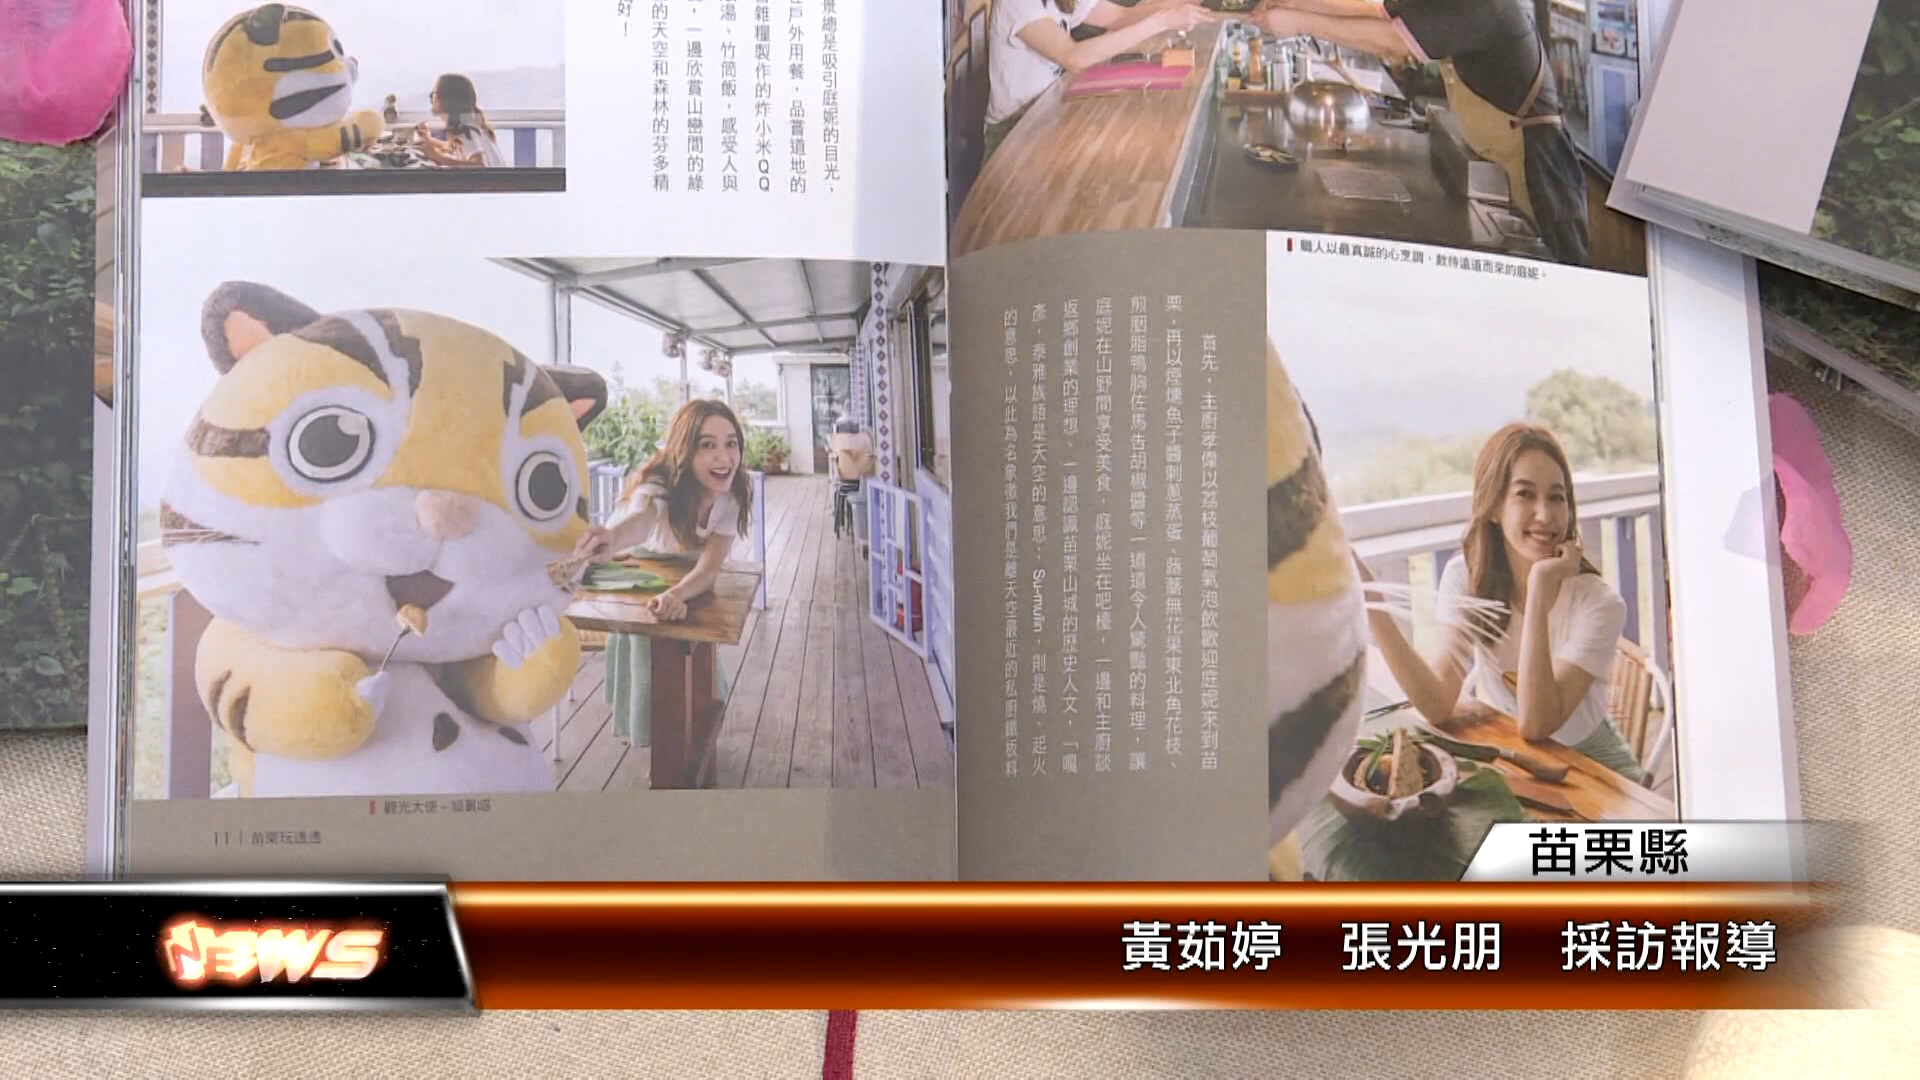 景總是吸引庭妮的目光；
在戶外用餐，品嘗道地的
雜糧製作的炸小米QQ
湯、竹筒飯，感受人與
，一邊欣賞山巒間的綠
的天空和森林的芬多精
好！
觀光大使－貓裏喵
11｜苗栗玩透透
職人以最真誠的心烹調，款待遠道而來的庭妮。
首先，主廚孝偉以荔枝葡萄氣泡飲歡迎庭妮來到苗
栗，再以煙燻魚子醬刺蔥蒸蛋、蔬薔無花果東北角花枝、
煎胭脂鴨胸佐馬告胡椒醬等一道道令人驚豔的料理，讓
庭妮在山野間享受美食，庭妮坐在吧檯，一邊和主廚談
返鄉創業的理想、一邊認識苗栗山城的歷史人文，「嘎
，泰雅族語是天空的意思；Su-mulin，則是燒、起火
的意思，以此為名象徵我們是離天空最近的私廚鐵板料
苗栗縣
NEWS
黃茹婷　張光朋　採訪報導